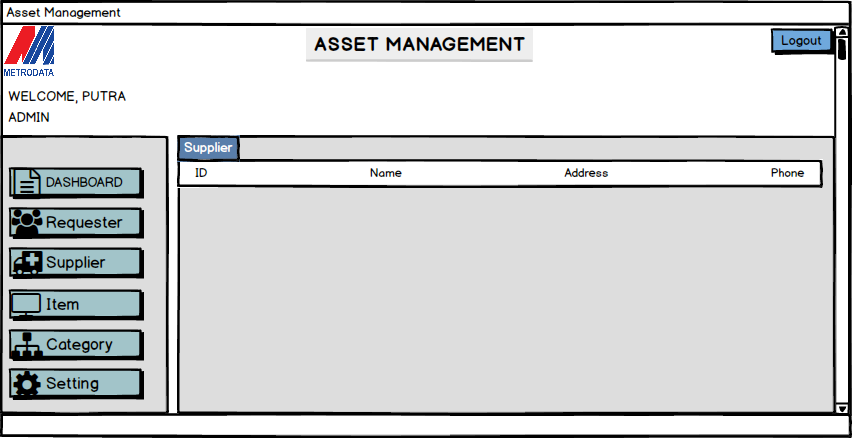 Asset Management
METRODATA
ASSET MANAGEMENT
Logout
WELCOME, PUTRA
ADMIN
DASHBOARD
Requester
Supplier
Item
Category
Setting
Supplier
ID Name Address Phone